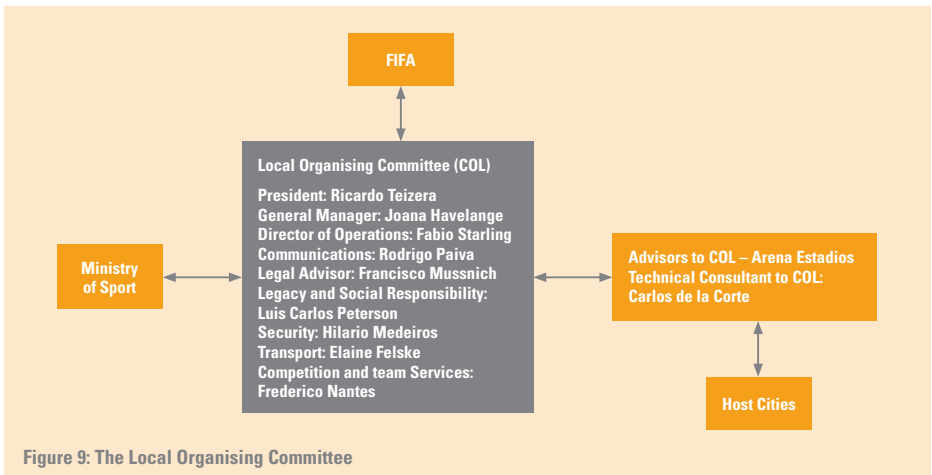 FIFA
Local Organising Committee (COL)
President: Ricardo Teizera
General Manager: Joana Havelange
Director of Operations: Fabio Starling
Communications: Rodrigo Paiva
Legal Advisor: Francisco Mussnich
Legacy and Social Responsibility:
Luis Carlos Peterson
Security: Hilario Medeiros
Transport: Elaine Felske
Competition and team Services:
Frederico Nantes
Ministry
of Sport
Advisors to COL – Arena Estadios
Technical Consultant to COL:
Carlos de la Corte
Host Cities
Figure 9: The Local Organising Committee